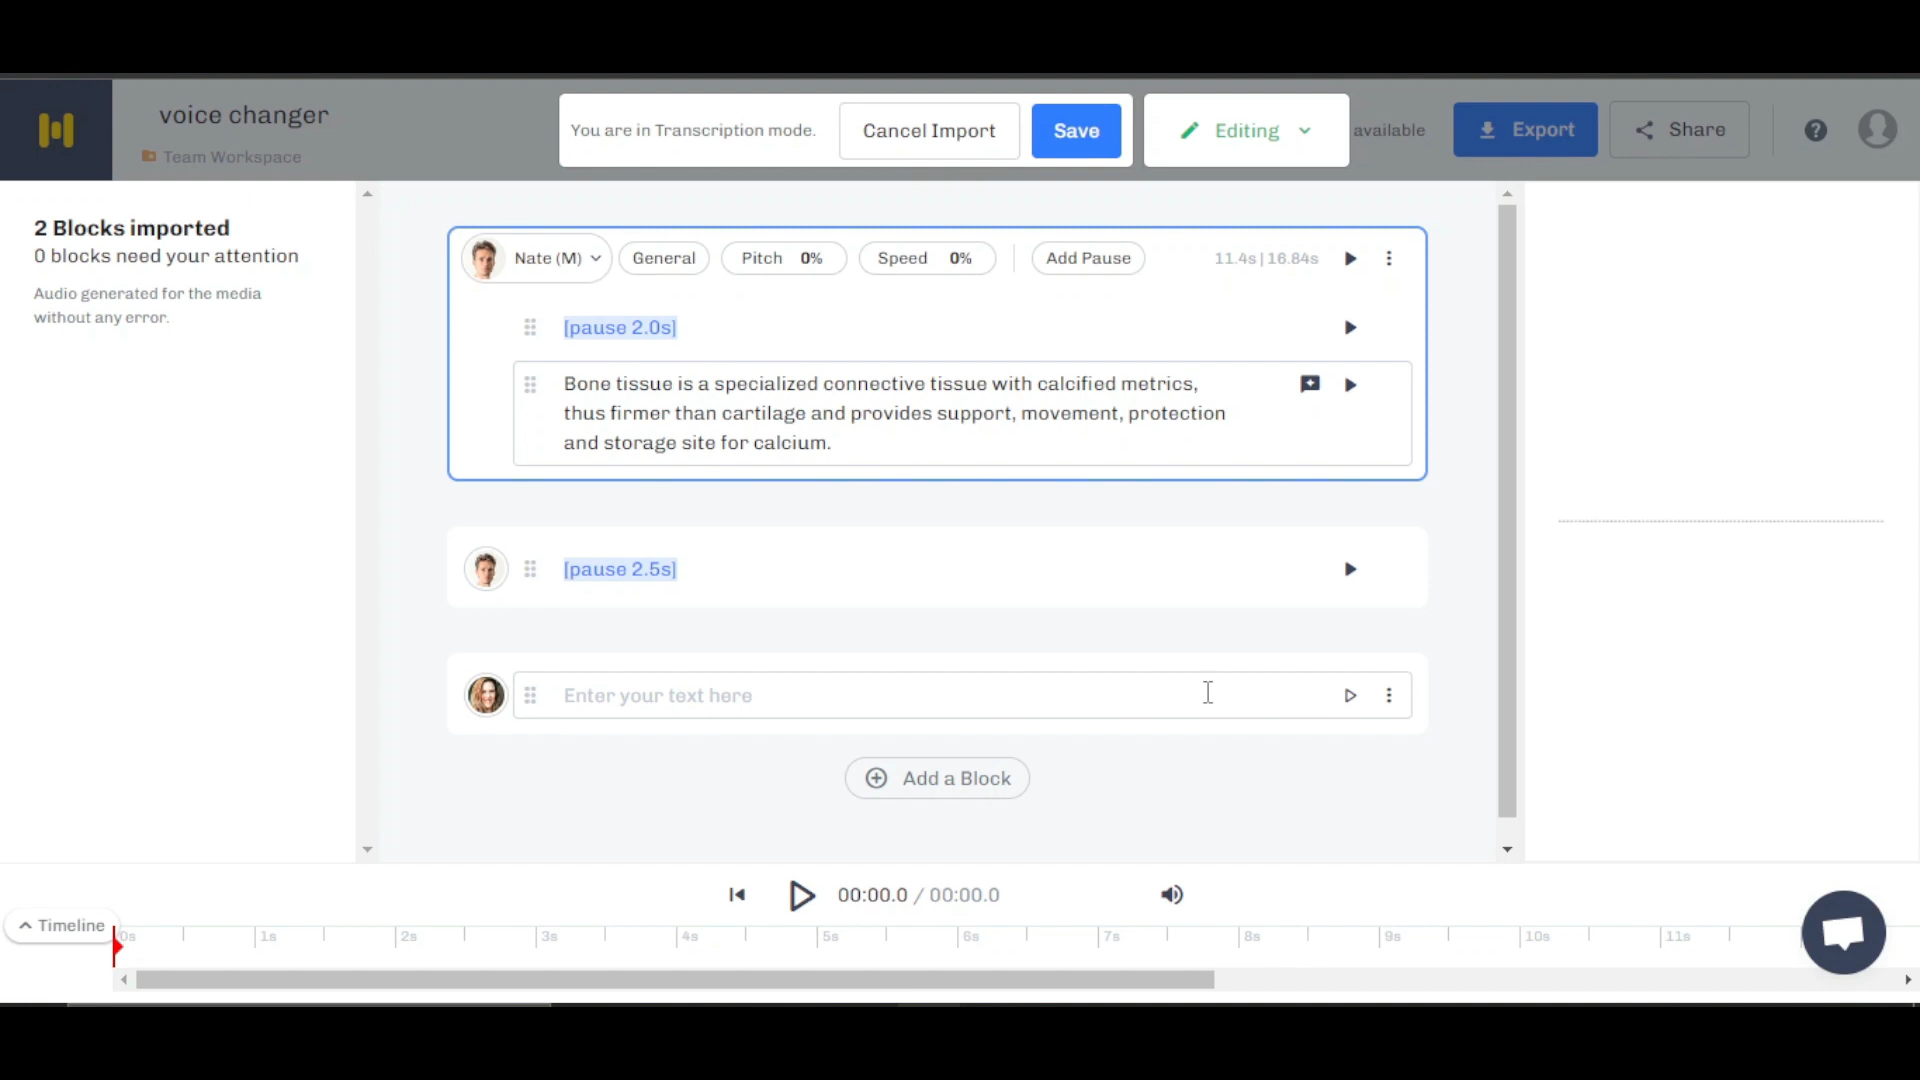 voice changer
Team Workspace
You are in Transcription mode.
Cancel Import
Save
Editing
available
Export
Share
2 Blocks imported
0 blocks need your attention
Audio generated for the media
without any error.
Nate (M)
General
Pitch 0%
Speed 0%
Add Pause
11.4s|16.84s
[pause 2.0s]
Bone tissue is a specialized connective tissue with calcified metrics,
thus firmer than cartilage and provides support, movement, protection
and storage site for calcium.
[pause 2.5s]
Enter your text here
Add a Block
00:00.0 / 00:00.0
Timeline
0s 1s 2s 3s 4s 5s 6s 7s 8s 9s 10s 11s